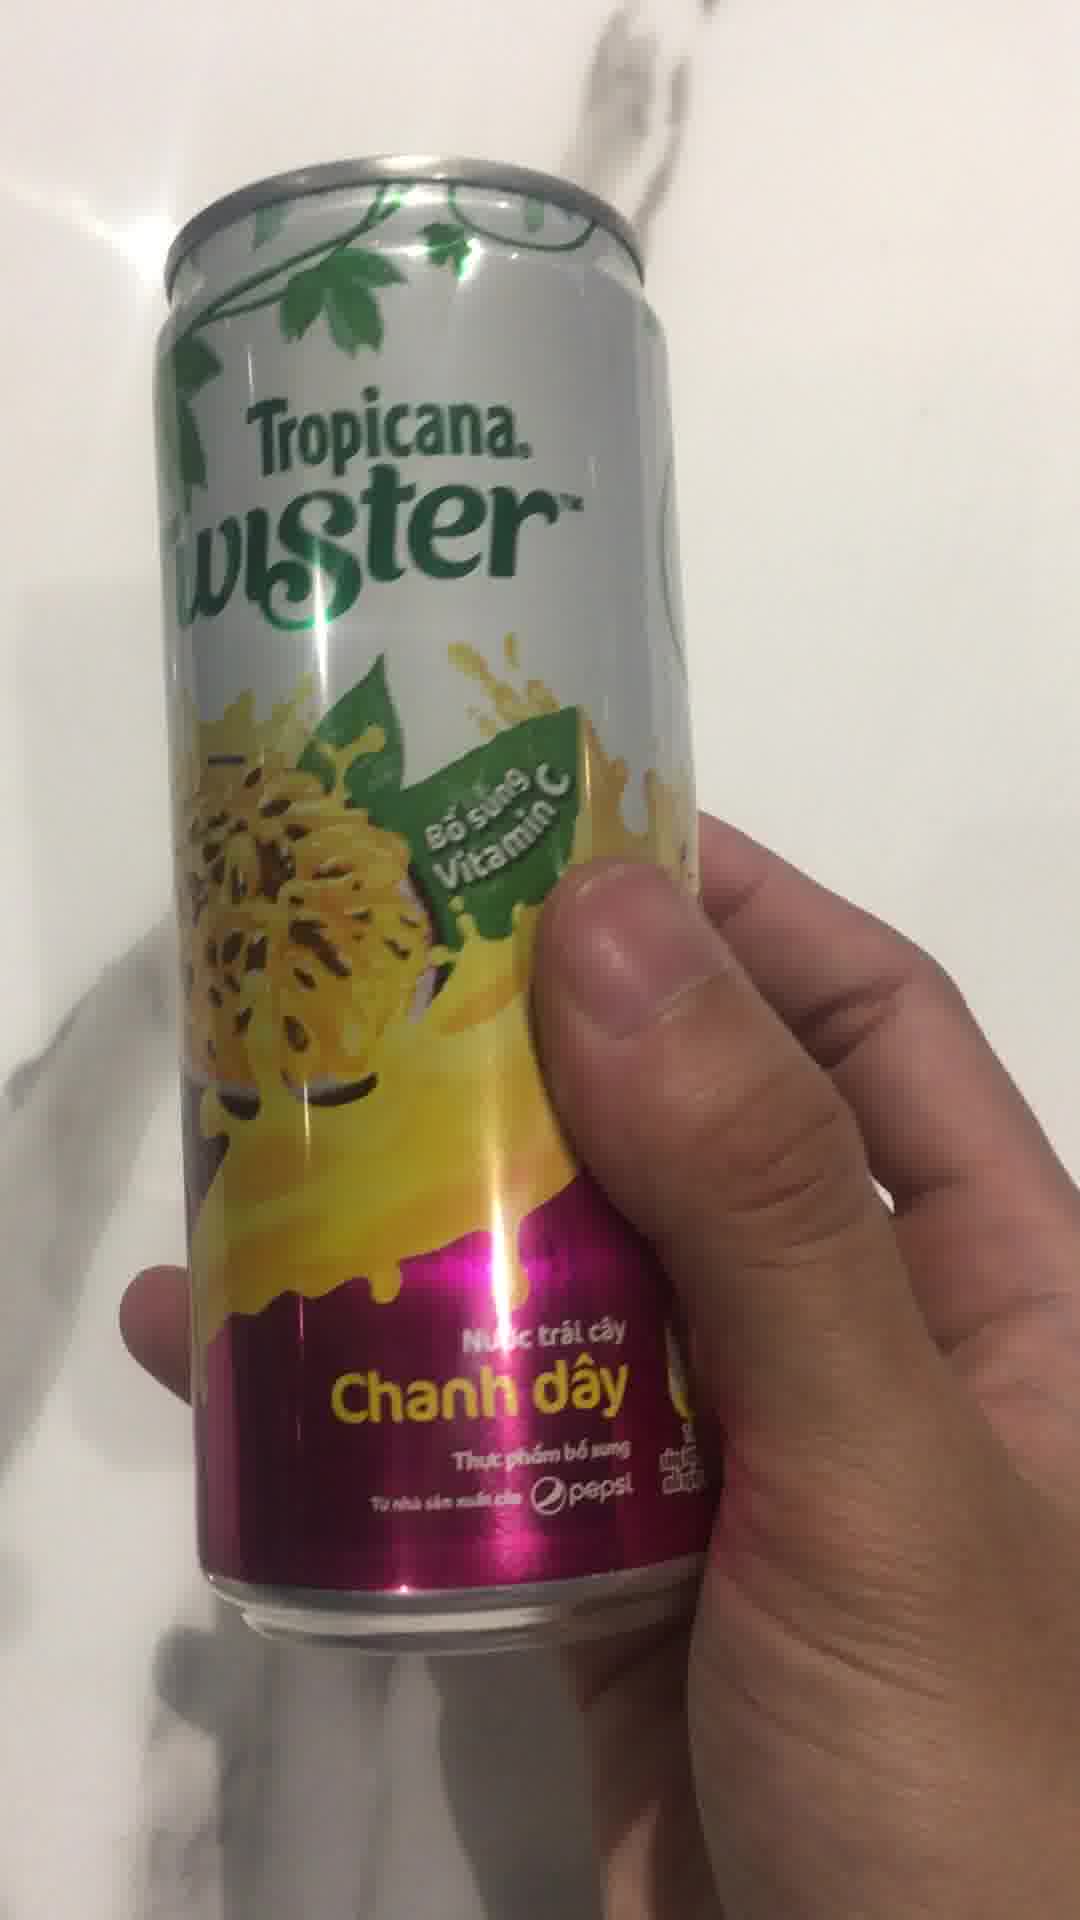 Tropicana
Twister™
Bổ sung
Vitamin C
Nước trái cây
Chanh dây
Thực phẩm bổ sung
Từ nhà sản xuất của pepsi